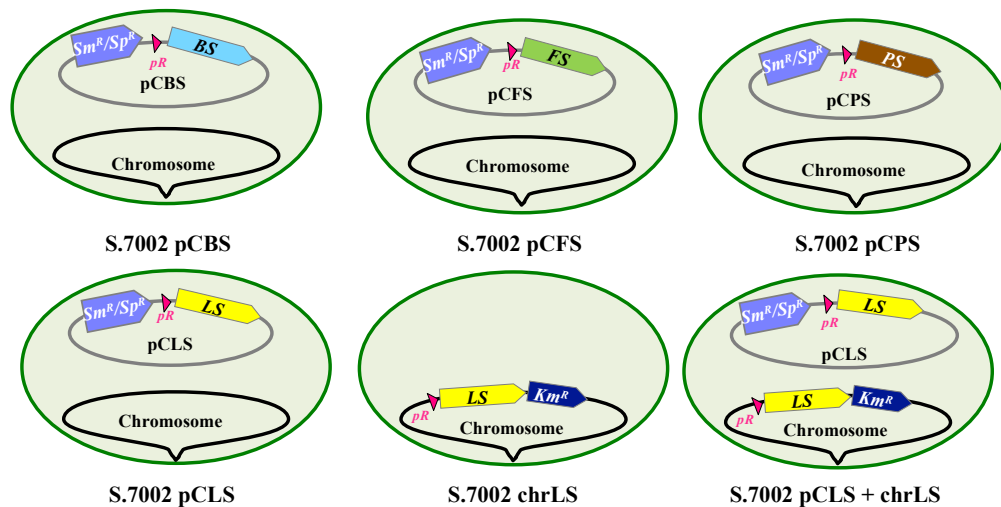 Smᴿ/Spᴿ
BS
pR
pCBS
Chromosome
S.7002 pCBS
Smᴿ/Spᴿ
FS
pR
pCFS
Chromosome
S.7002 pCFS
Smᴿ/Spᴿ
PS
pR
pCPS
Chromosome
S.7002 pCPS
Smᴿ/Spᴿ
LS
pR
pCLS
Chromosome
S.7002 pCLS
LS
Kmᴿ
pR
Chromosome
S.7002 chrLS
Smᴿ/Spᴿ
LS
pR
pCLS
LS
Kmᴿ
pR
Chromosome
S.7002 pCLS + chrLS